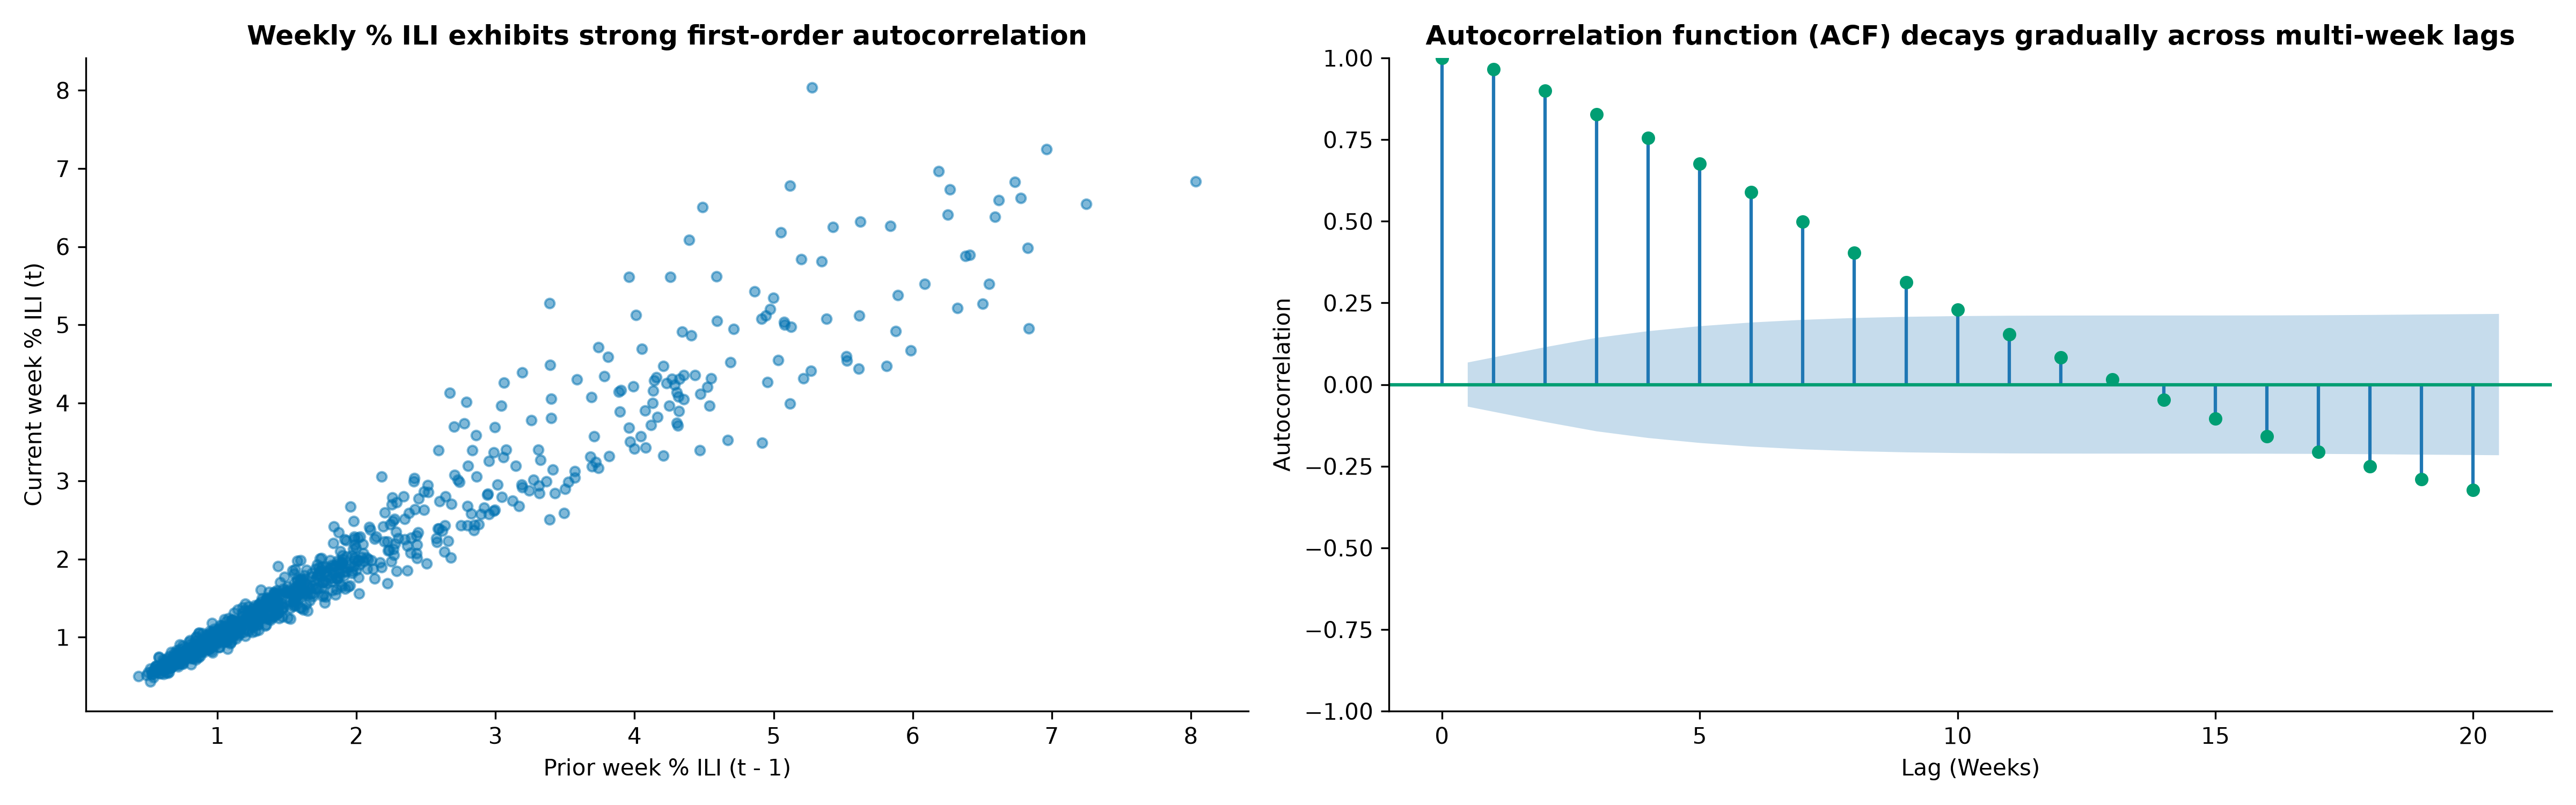 Weekly % ILI exhibits strong first-order autocorrelation
8
7
6
5
4
3
2
1
Current week % ILI (t)
1 2 3 4 5 6 7 8
Prior week % ILI (t - 1)
Autocorrelation function (ACF) decays gradually across multi-week lags
1.00
0.75
0.50
0.25
0.00
−0.25
−0.50
−0.75
−1.00
Autocorrelation
0 5 10 15 20
Lag (Weeks)